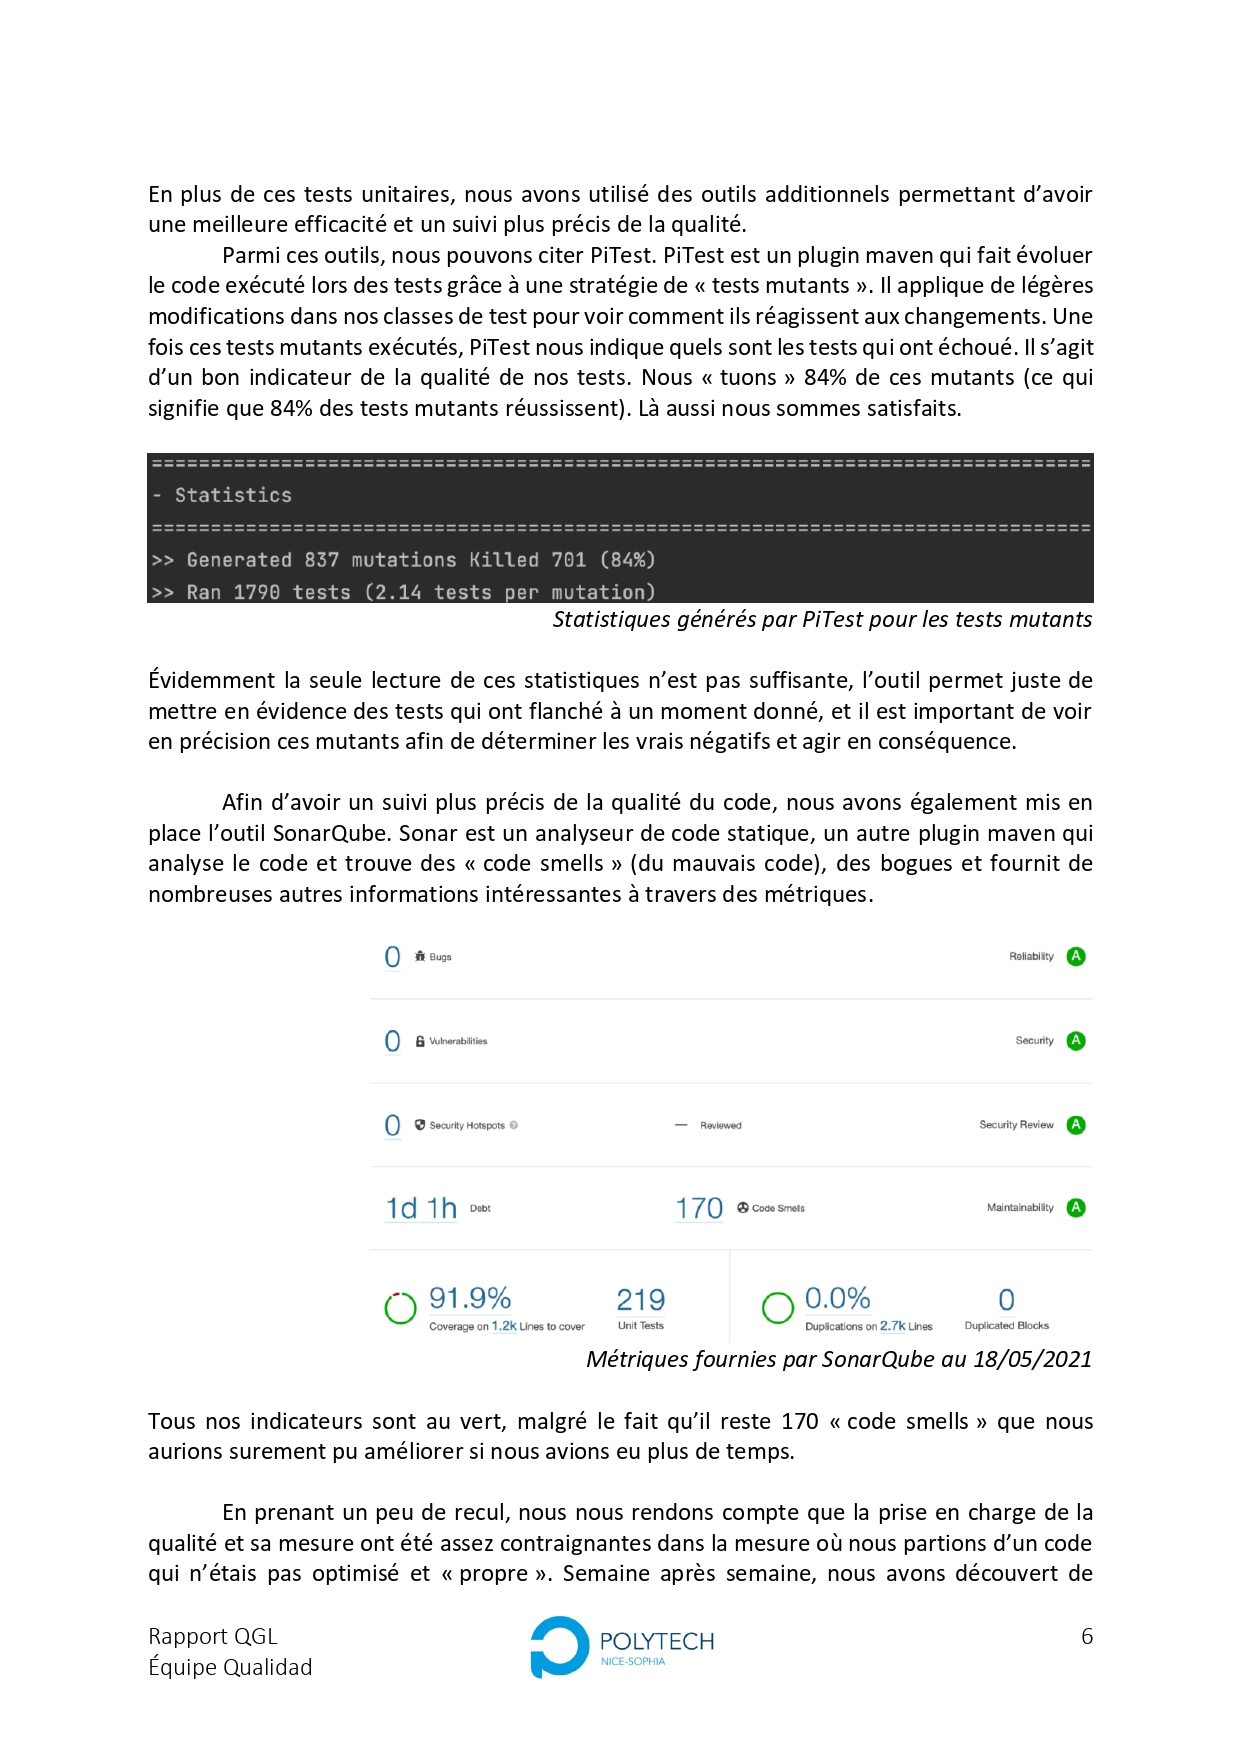 En plus de ces tests unitaires, nous avons utilisé des outils additionnels permettant d’avoir
une meilleure efficacité et un suivi plus précis de la qualité.
Parmi ces outils, nous pouvons citer PiTest. PiTest est un plugin maven qui fait évoluer
le code exécuté lors des tests grâce à une stratégie de « tests mutants ». Il applique de légères
modifications dans nos classes de test pour voir comment ils réagissent aux changements. Une
fois ces tests mutants exécutés, PiTest nous indique quels sont les tests qui ont échoué. Il s’agit
d’un bon indicateur de la qualité de nos tests. Nous « tuons » 84% de ces mutants (ce qui
signifie que 84% des tests mutants réussissent). Là aussi nous sommes satisfaits.
================================================================================
- Statistics
================================================================================
>> Generated 837 mutations Killed 701 (84%)
>> Ran 1790 tests (2.14 tests per mutation)
Statistiques générés par PiTest pour les tests mutants
Évidemment la seule lecture de ces statistiques n’est pas suffisante, l’outil permet juste de
mettre en évidence des tests qui ont flanché à un moment donné, et il est important de voir
en précision ces mutants afin de déterminer les vrais négatifs et agir en conséquence.
Afin d’avoir un suivi plus précis de la qualité du code, nous avons également mis en
place l’outil SonarQube. Sonar est un analyseur de code statique, un autre plugin maven qui
analyse le code et trouve des « code smells » (du mauvais code), des bogues et fournit de
nombreuses autres informations intéressantes à travers des métriques.
0 Bugs Reliability A
0 Vulnerabilities Security A
0 Security Hotspots ? — Reviewed Security Review A
1d 1h Debt 170 Code Smells Maintainability A
91.9% 219 0.0% 0
Coverage on 1.2k Lines to cover Unit Tests Duplications on 2.7k Lines Duplicated Blocks
Métriques fournies par SonarQube au 18/05/2021
Tous nos indicateurs sont au vert, malgré le fait qu’il reste 170 « code smells » que nous
aurions surement pu améliorer si nous avions eu plus de temps.
En prenant un peu de recul, nous nous rendons compte que la prise en charge de la
qualité et sa mesure ont été assez contraignantes dans la mesure où nous partions d’un code
qui n’étais pas optimisé et « propre ». Semaine après semaine, nous avons découvert de
Rapport QGL
Équipe Qualidad
POLYTECH
NICE-SOPHIA
6